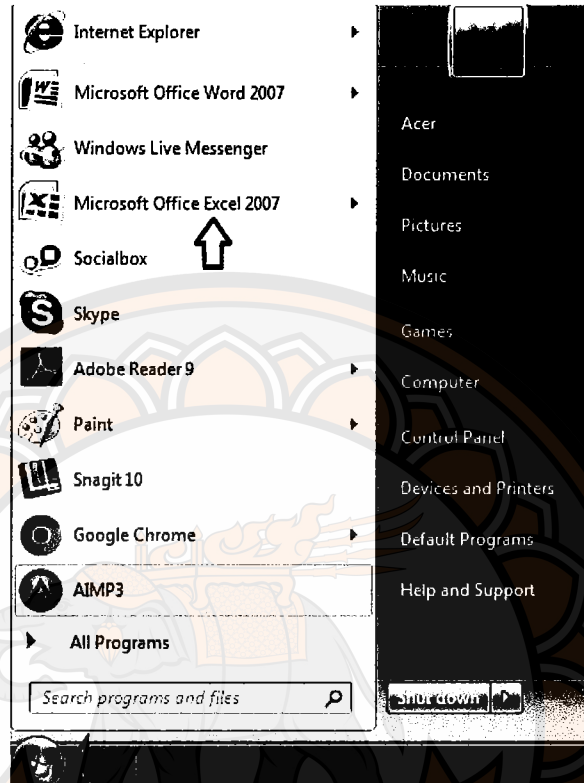 Internet Explorer
Microsoft Office Word 2007
Windows Live Messenger
Microsoft Office Excel 2007
Socialbox
Skype
Adobe Reader 9
Paint
Snagit 10
Google Chrome
AIMP3
All Programs
Search programs and files
Acer
Documents
Pictures
Music
Games
Computer
Control Panel
Devices and Printers
Default Programs
Help and Support
Shut down